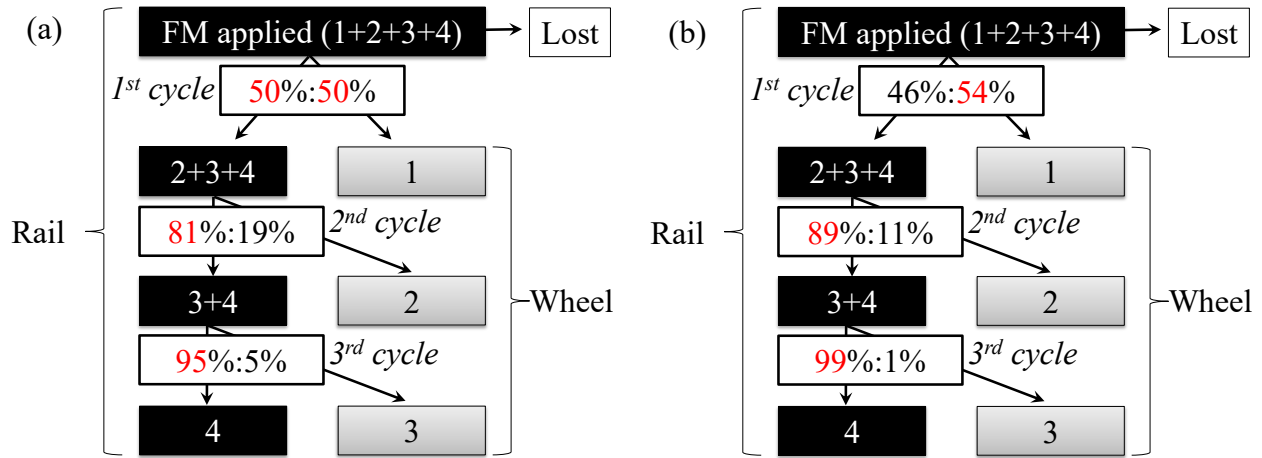 (a)
FM applied (1+2+3+4)
Lost
1st cycle
50%:50%
2+3+4
1
Rail
81%:19%
2nd cycle
3+4
2
Wheel
95%:5%
3rd cycle
4
3
(b)
FM applied (1+2+3+4)
Lost
1st cycle
46%:54%
2+3+4
1
Rail
89%:11%
2nd cycle
3+4
2
Wheel
99%:1%
3rd cycle
4
3